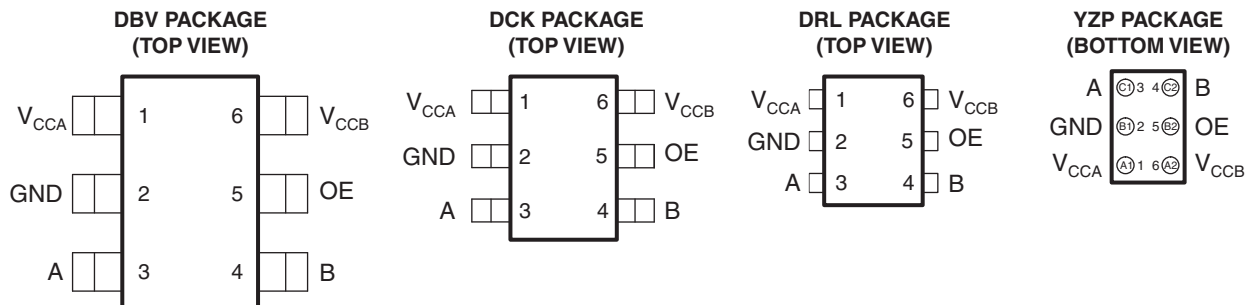 DBV PACKAGE
(TOP VIEW)
VCCA 1 6 VCCB
GND 2 5 OE
A 3 4 B
DCK PACKAGE
(TOP VIEW)
VCCA 1 6 VCCB
GND 2 5 OE
A 3 4 B
DRL PACKAGE
(TOP VIEW)
VCCA 1 6 VCCB
GND 2 5 OE
A 3 4 B
YZP PACKAGE
(BOTTOM VIEW)
A C1 3 4 C2 B
GND B1 2 5 B2 OE
VCCA A1 1 6 A2 VCCB